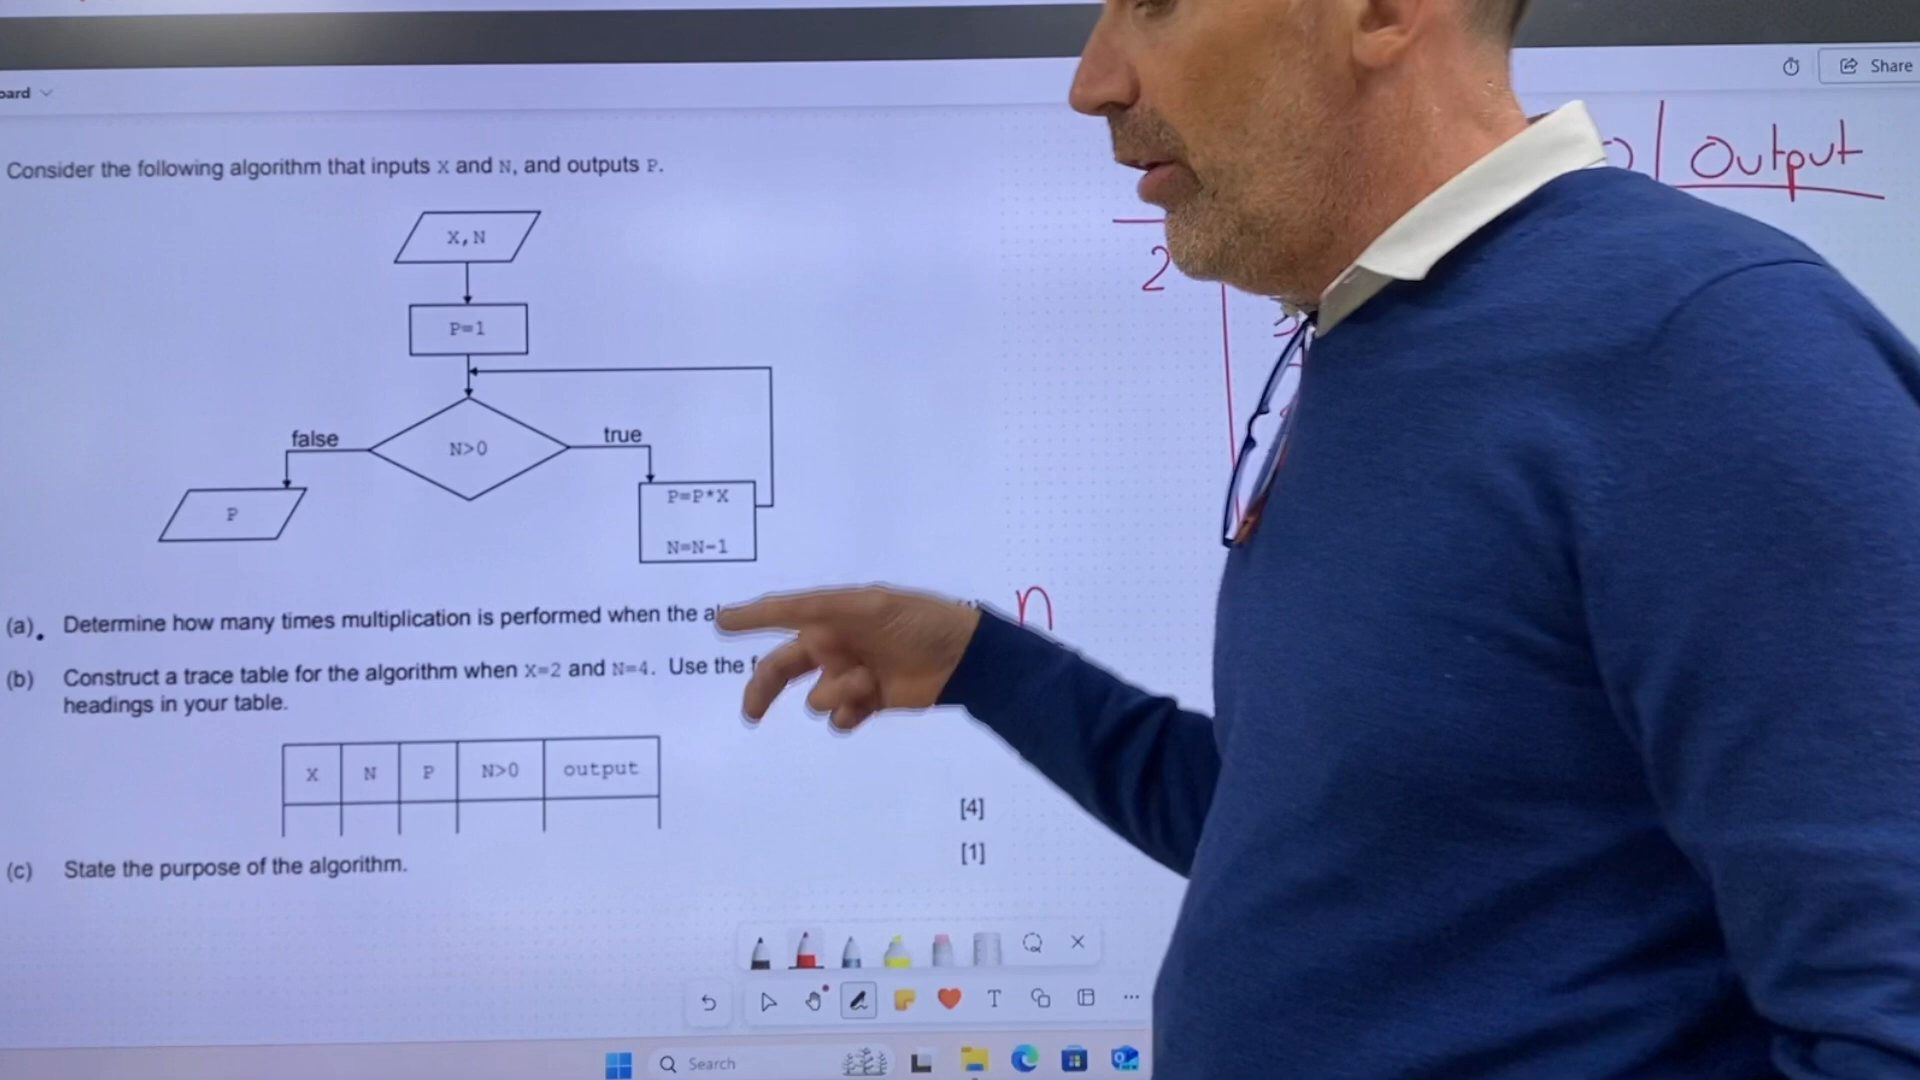 Share
Consider the following algorithm that inputs X and N, and outputs P.
Output
X, N
2
P=1
false
N>0
true
P
P=P*X
N=N-1
(a). Determine how many times multiplication is performed when the
n
(b) Construct a trace table for the algorithm when X=2 and N=4. Use the
headings in your table.
X N P N>0 output
[4]
[1]
(c) State the purpose of the algorithm.
T
Search